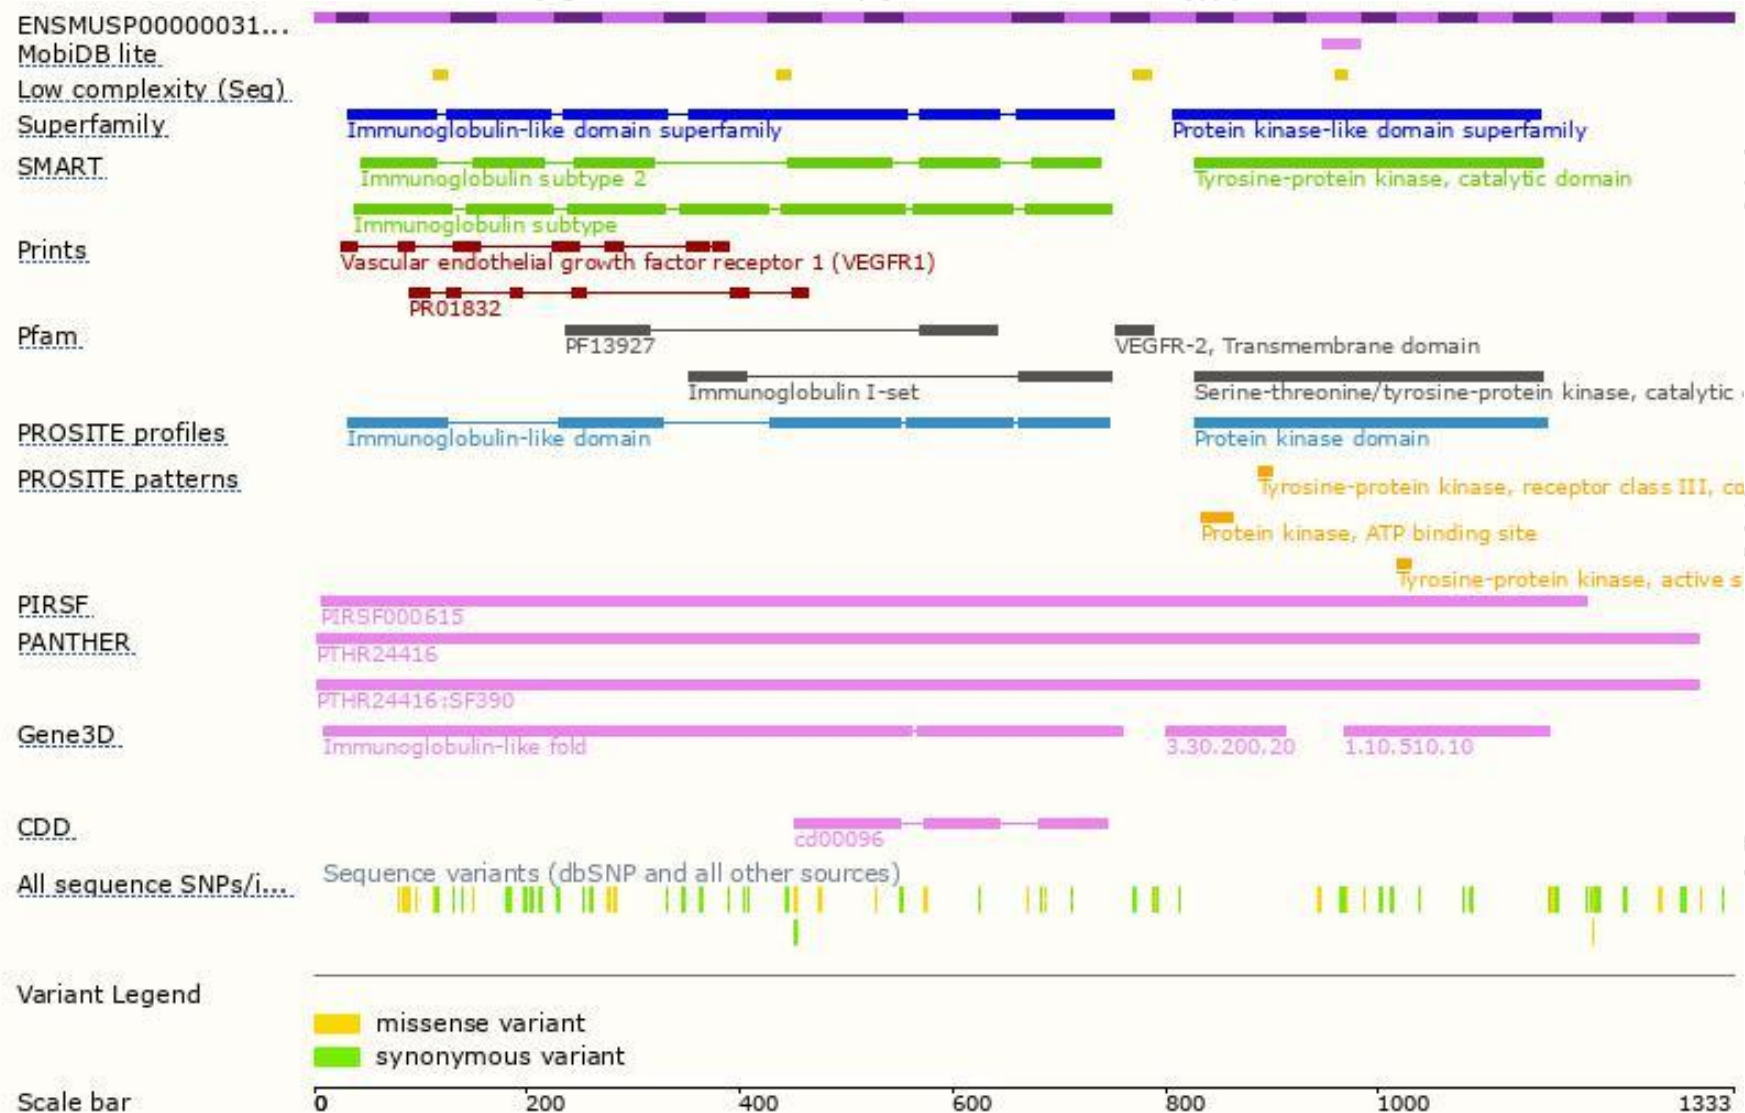 ENSMUSP00000031...
MobiDB lite
Low complexity (Seg)
Superfamily
Immunoglobulin-like domain superfamily
Protein kinase-like domain superfamily
SMART
Immunoglobulin subtype 2
Tyrosine-protein kinase, catalytic domain
Immunoglobulin subtype
Prints
Vascular endothelial growth factor receptor 1 (VEGFR1)
PR01832
Pfam
PF13927
VEGFR-2, Transmembrane domain
Immunoglobulin I-set
Serine-threonine/tyrosine-protein kinase, catalytic
PROSITE profiles
Immunoglobulin-like domain
Protein kinase domain
PROSITE patterns
Tyrosine-protein kinase, receptor class III, co
Protein kinase, ATP binding site
Tyrosine-protein kinase, active s
PIRSF
PIRSF000615
PANTHER
PTHR24416
PTHR24416:SF390
Gene3D
Immunoglobulin-like fold
3.30.200.20
1.10.510.10
CDD
cd00096
Sequence variants (dbSNP and all other sources)
All sequence SNPs/i...
Variant Legend
missense variant
synonymous variant
Scale bar
0 200 400 600 800 1000 1333